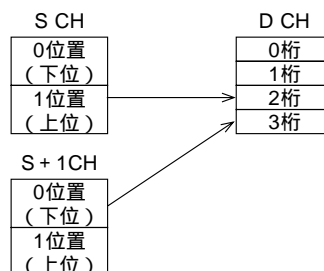 S CH
0位置
（下位）
1位置
（上位）
S + 1CH
0位置
（下位）
1位置
（上位）
D CH
0桁
1桁
2桁
3桁